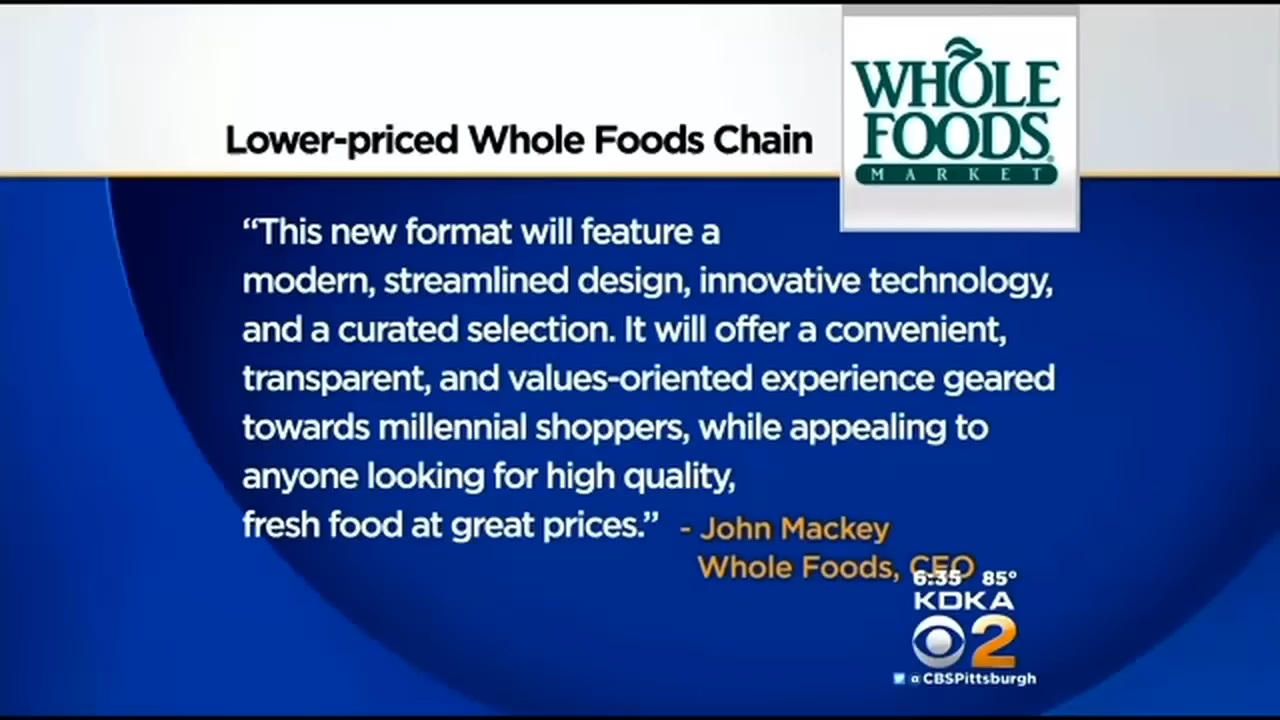 WHOLE
FOODS
MARKET
Lower-priced Whole Foods Chain
“This new format will feature a
modern, streamlined design, innovative technology,
and a curated selection. It will offer a convenient,
transparent, and values-oriented experience geared
towards millennial shoppers, while appealing to
anyone looking for high quality,
fresh food at great prices.” - John Mackey
Whole Foods, CEO
6:35 85°
KDKA
2
@CBSPittsburgh